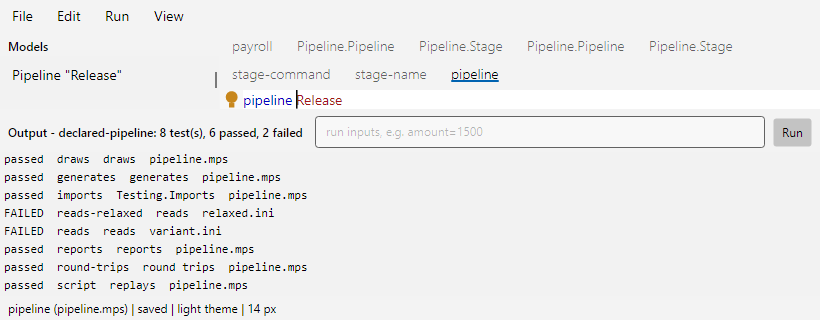 File Edit Run View
Models
payroll Pipeline.Pipeline Pipeline.Stage Pipeline.Pipeline Pipeline.Stage
Pipeline "Release"
stage-command stage-name pipeline
pipeline Release
Output - declared-pipeline: 8 test(s), 6 passed, 2 failed run inputs, e.g. amount=1500 Run
passed draws draws pipeline.mps
passed generates generates pipeline.mps
passed imports Testing.Imports pipeline.mps
FAILED reads-relaxed reads relaxed.ini
FAILED reads reads variant.ini
passed reports reports pipeline.mps
passed round-trips round trips pipeline.mps
passed script replays pipeline.mps
pipeline (pipeline.mps) | saved | light theme | 14 px